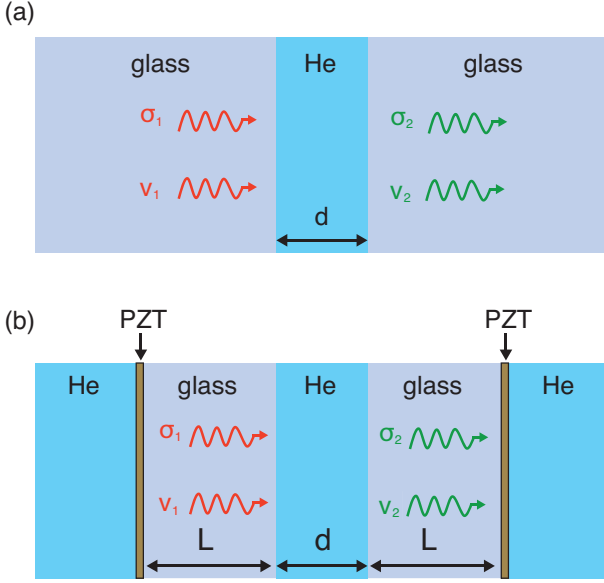 (a)
glass He glass
σ₁ σ₂
v₁ v₂
d
(b)
PZT PZT
He glass He glass He
σ₁ σ₂
v₁ v₂
L d L